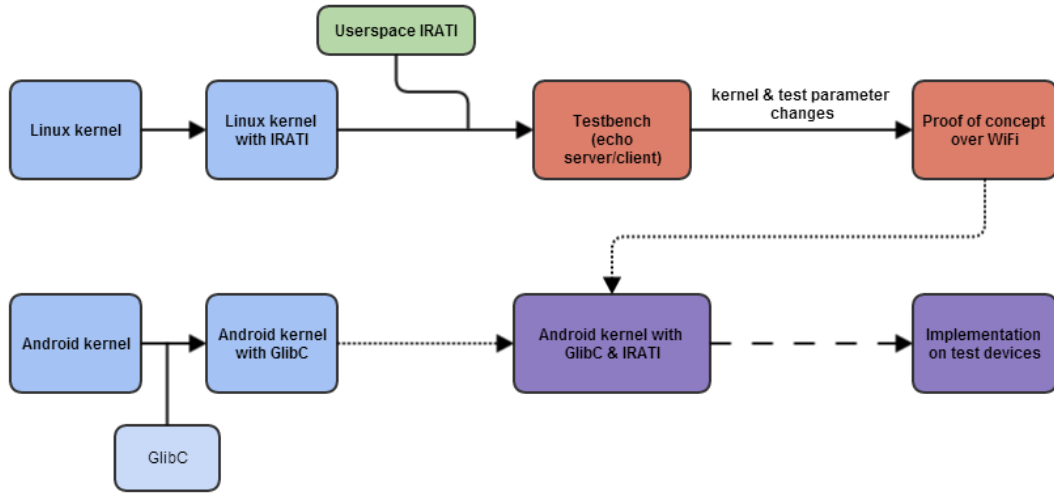 Userspace IRATI
Linux kernel
Linux kernel
with IRATI
Testbench
(echo
server/client)
kernel & test parameter
changes
Proof of concept
over WiFi
Android kernel
Android kernel
with GlibC
Android kernel with
GlibC & IRATI
Implementation
on test devices
GlibC